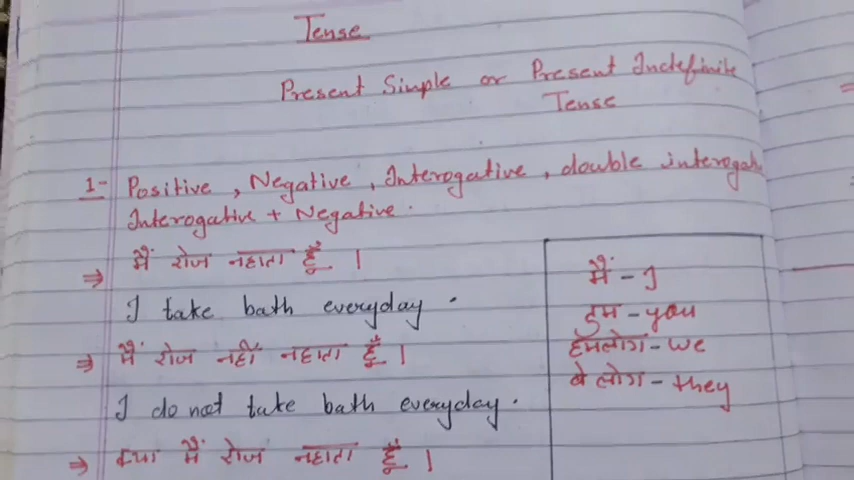 Tense
Present Simple or Present Indefinite
Tense
1- Positive, Negative, Interogative, double interogati
Interogative + Negative.
⇒ मैं रोज नहाता हूँ।
I take bath everyday.
⇒ मैं रोज नहीं नहाता हूँ।
I do not take bath everyday.
⇒ क्या मैं रोज नहाता हूँ।
मैं - I
तुम - you
हमलोग - we
वे लोग - they